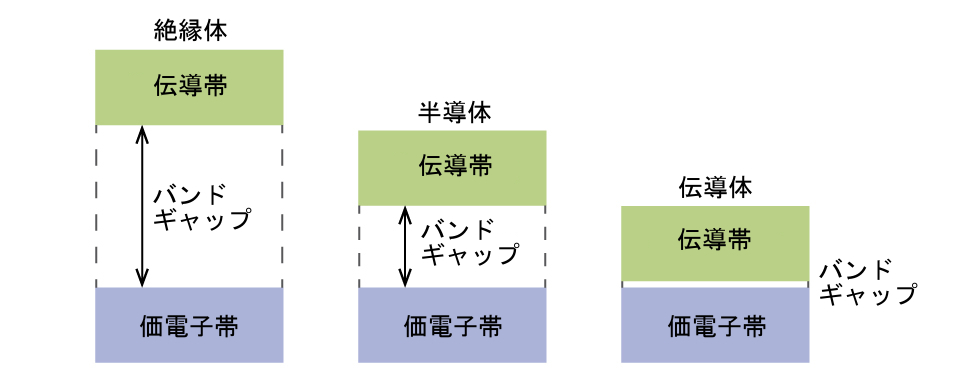 絶縁体
伝導帯
バンド
ギャップ
価電子帯
半導体
伝導帯
バンド
ギャップ
価電子帯
伝導体
伝導帯
バンド
ギャップ
価電子帯